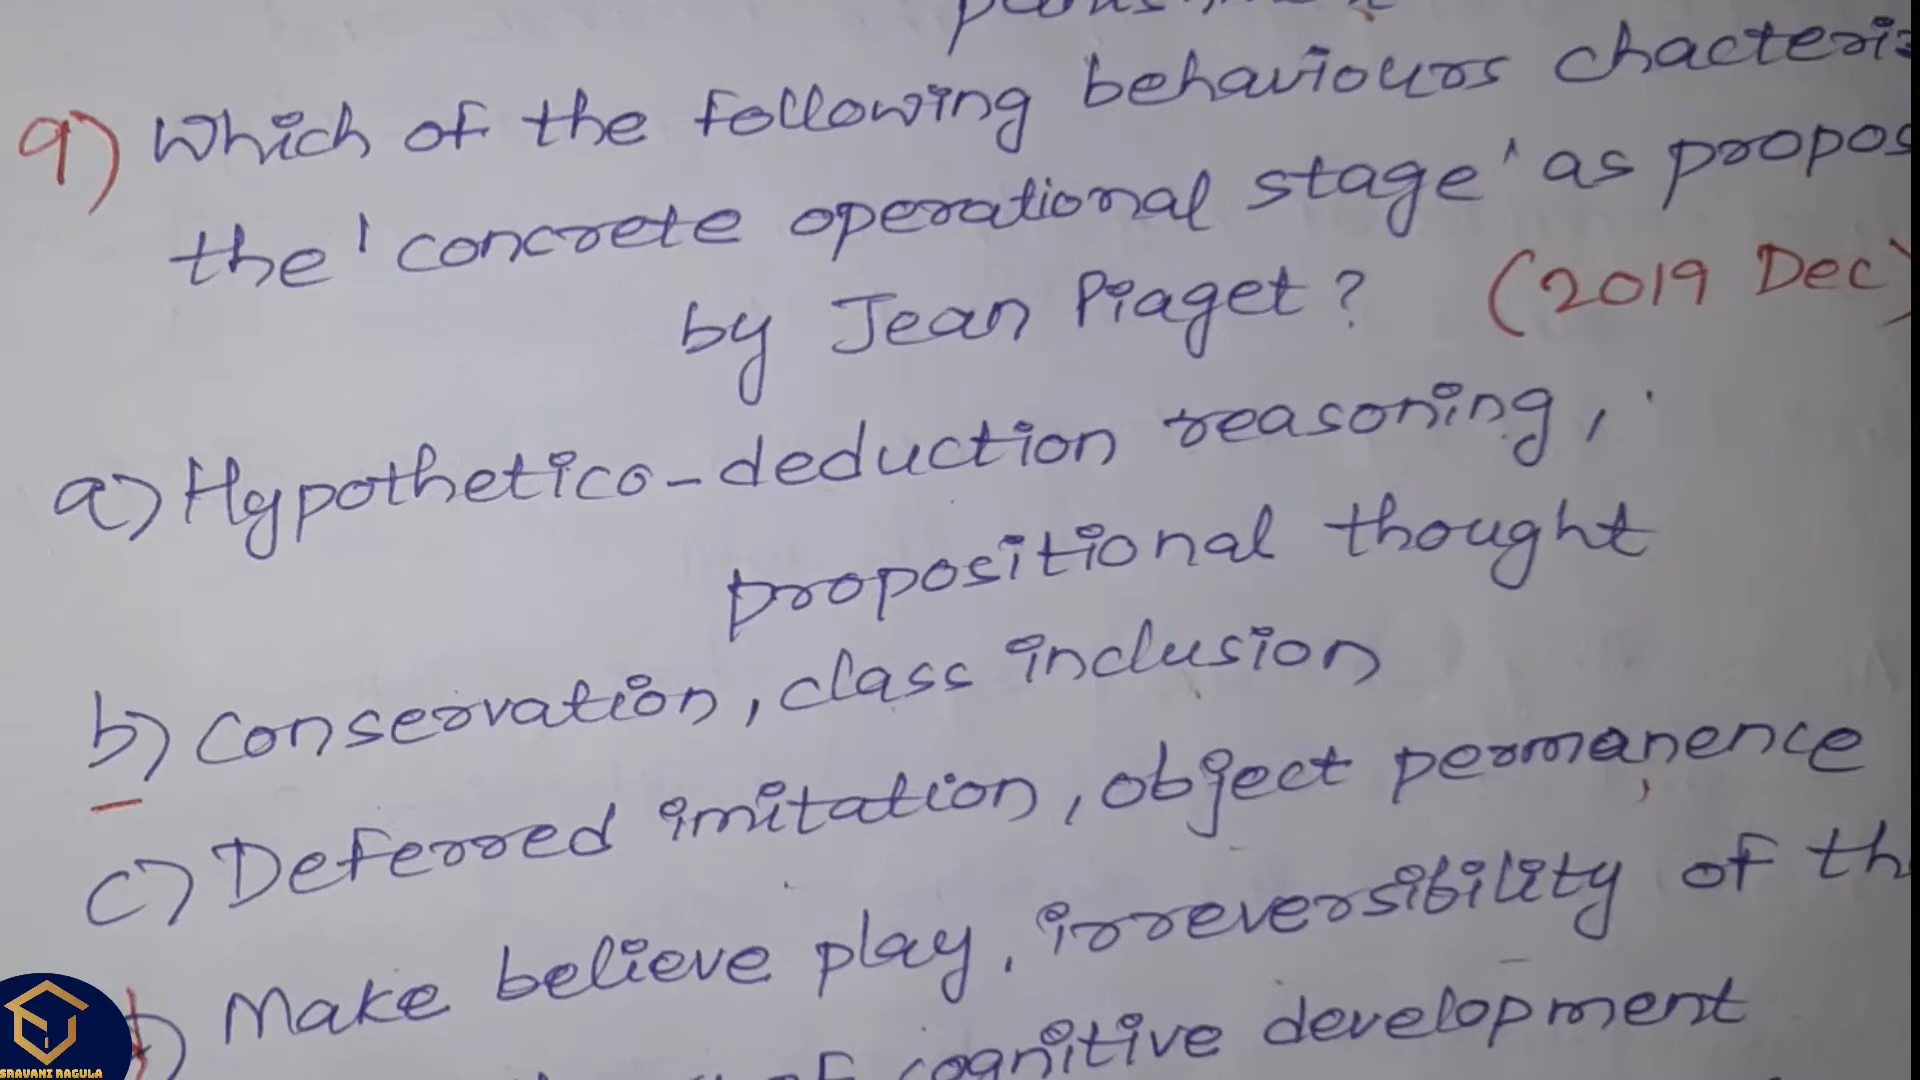 9) Which of the following behaviours chacteriz
the 'concrete operational stage' as propos
by Jean Piaget? (2019 Dec)
a) Hypothetico-deduction reasoning,
propositional thought
b) Conservation, class inclusion
c) Deferred imitation, object permanence
Make believe play, irreversibility of th
of cognitive development
SRAVANI RAGULA